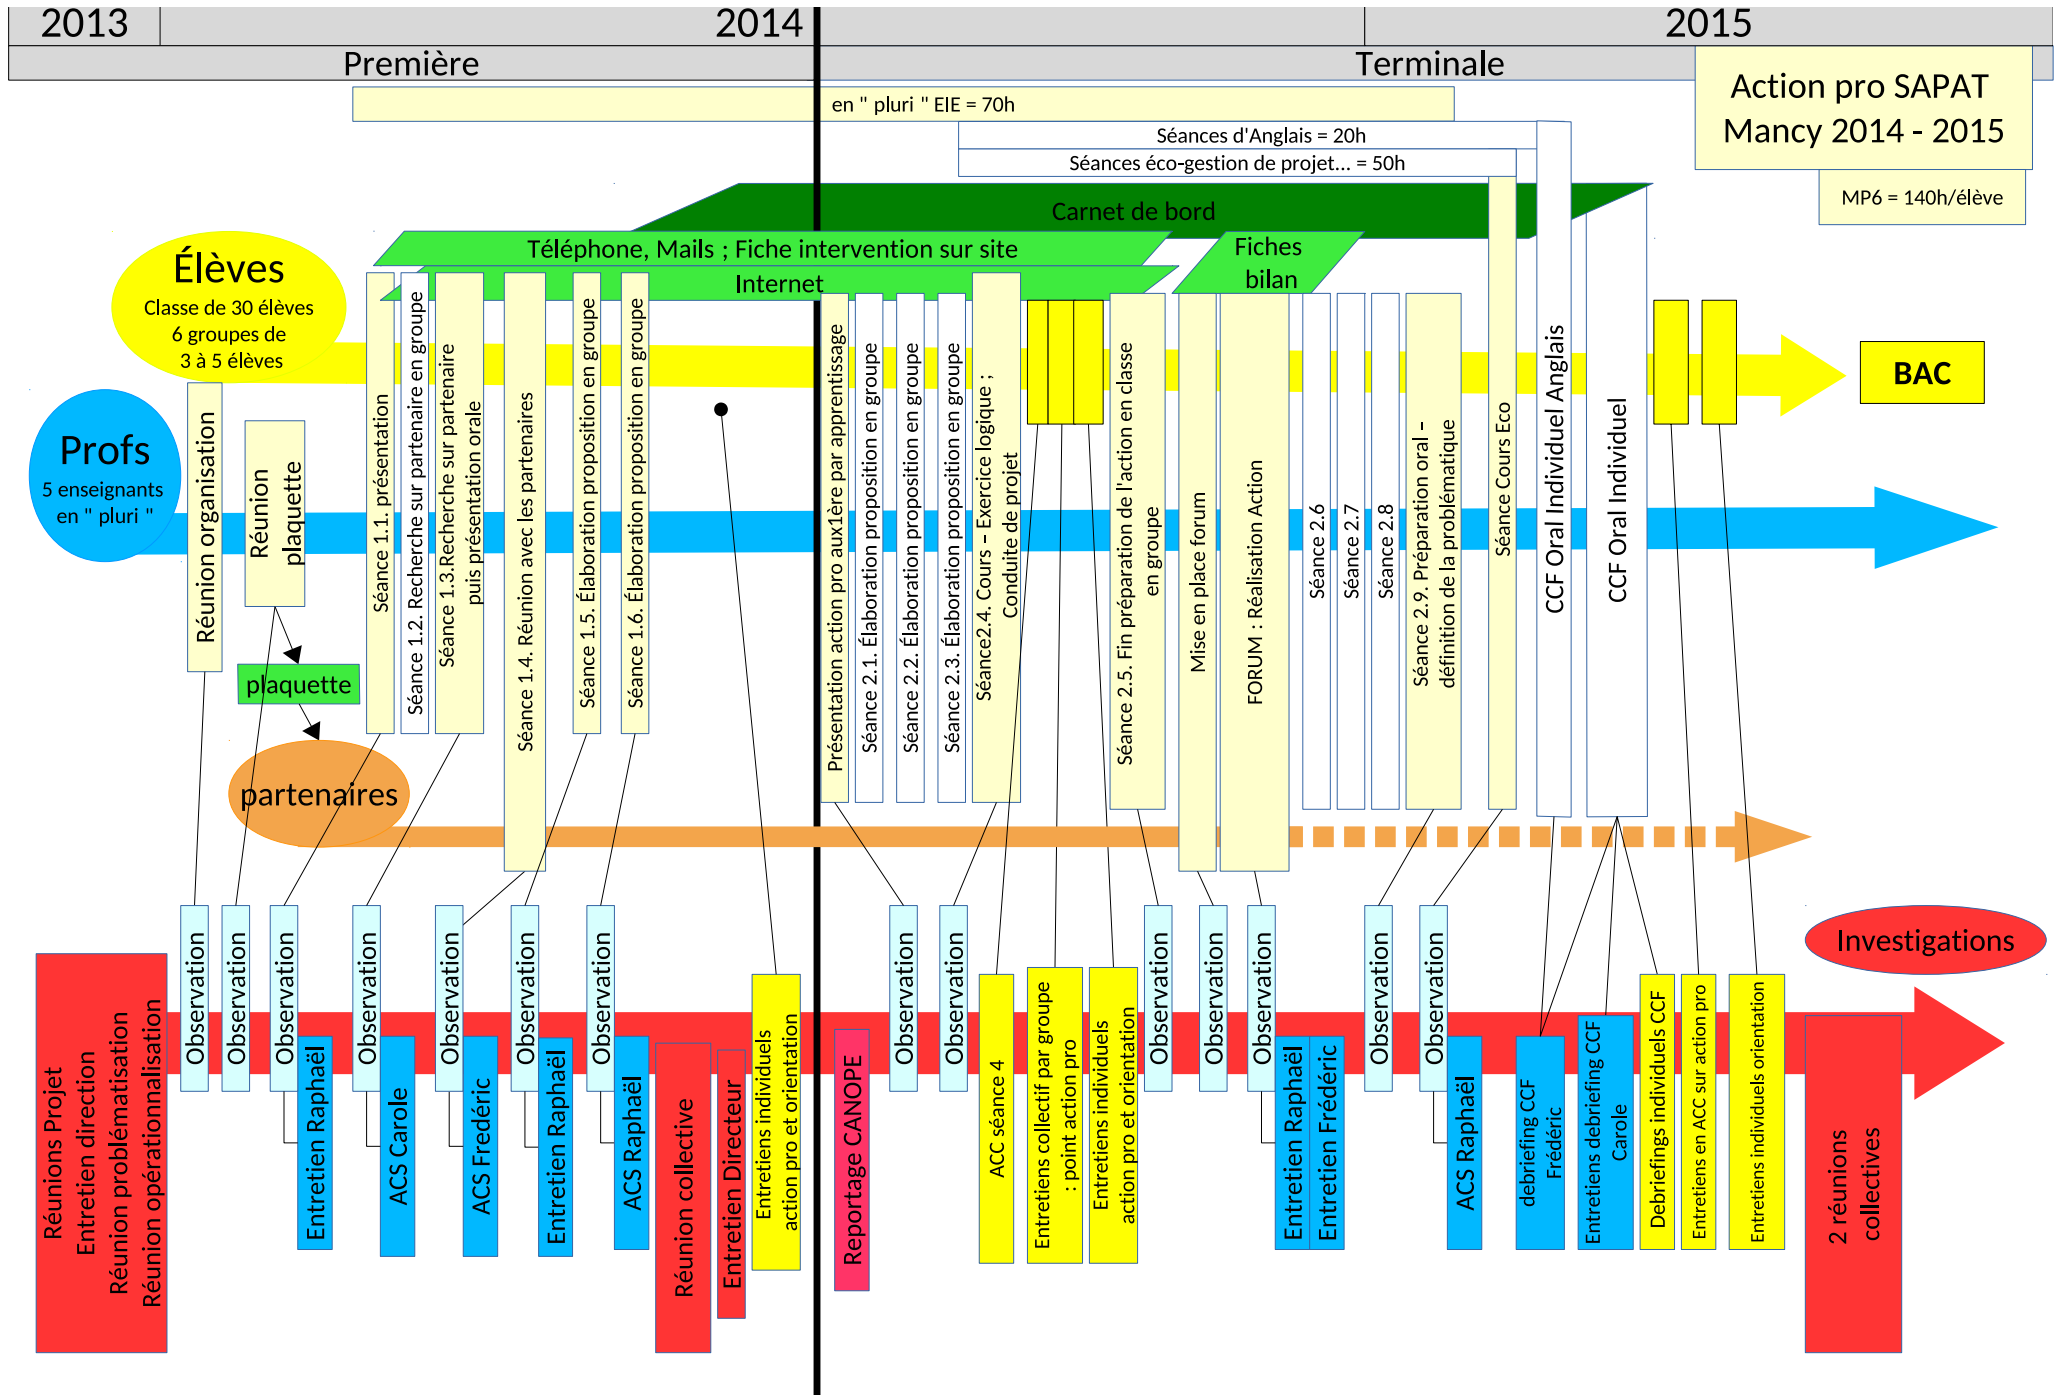 2013
2014
2015
Première
Terminale
Action pro SAPAT
Mancy 2014 - 2015
MP6 = 140h/élève
en " pluri " EIE = 70h
Séances d'Anglais = 20h
Séances éco-gestion de projet... = 50h
Carnet de bord
Téléphone, Mails ; Fiche intervention sur site
Internet
Fiches
bilan
Élèves
Classe de 30 élèves
6 groupes de
3 à 5 élèves
BAC
Profs
5 enseignants
en " pluri "
Réunion organisation
Réunion
plaquette
plaquette
partenaires
Séance 1.1. présentation
Séance 1.2. Recherche sur partenaire en groupe
Séance 1.3.Recherche sur partenaire
puis présentation orale
Séance 1.4. Réunion avec les partenaires
Séance 1.5. Élaboration proposition en groupe
Séance 1.6. Élaboration proposition en groupe
Présentation action pro aux1ère par apprentissage
Séance 2.1. Élaboration proposition en groupe
Séance 2.2. Élaboration proposition en groupe
Séance 2.3. Élaboration proposition en groupe
Séance2.4. Cours – Exercice logique ;
Conduite de projet
Séance 2.5. Fin préparation de l'action en classe
en groupe
Mise en place forum
FORUM : Réalisation Action
Séance 2.6
Séance 2.7
Séance 2.8
Séance 2.9. Préparation oral –
définition de la problématique
Séance Cours Eco
CCF Oral Individuel Anglais
CCF Oral Individuel
Investigations
Réunions Projet
Entretien direction
Réunion problématisation
Réunion opérationnalisation
Observation
Observation
Observation
Entretien Raphaël
Observation
ACS Carole
Observation
ACS Fredéric
Observation
Entretien Raphaël
Observation
ACS Raphaël
Réunion collective
Entretien Directeur
Entretiens individuels
action pro et orientation
Reportage CANOPE
Observation
Observation
ACC séance 4
Entretiens collectif par groupe
: point action pro
Entretiens individuels
action pro et orientation
Observation
Observation
Observation
Entretien Raphaël
Entretien Frédéric
Observation
Observation
ACS Raphaël
debriefing CCF
Frédéric
Entretiens debriefing CCF
Carole
Debriefings individuels CCF
Entretiens en ACC sur action pro
Entretiens individuels orientation
2 réunions
collectives